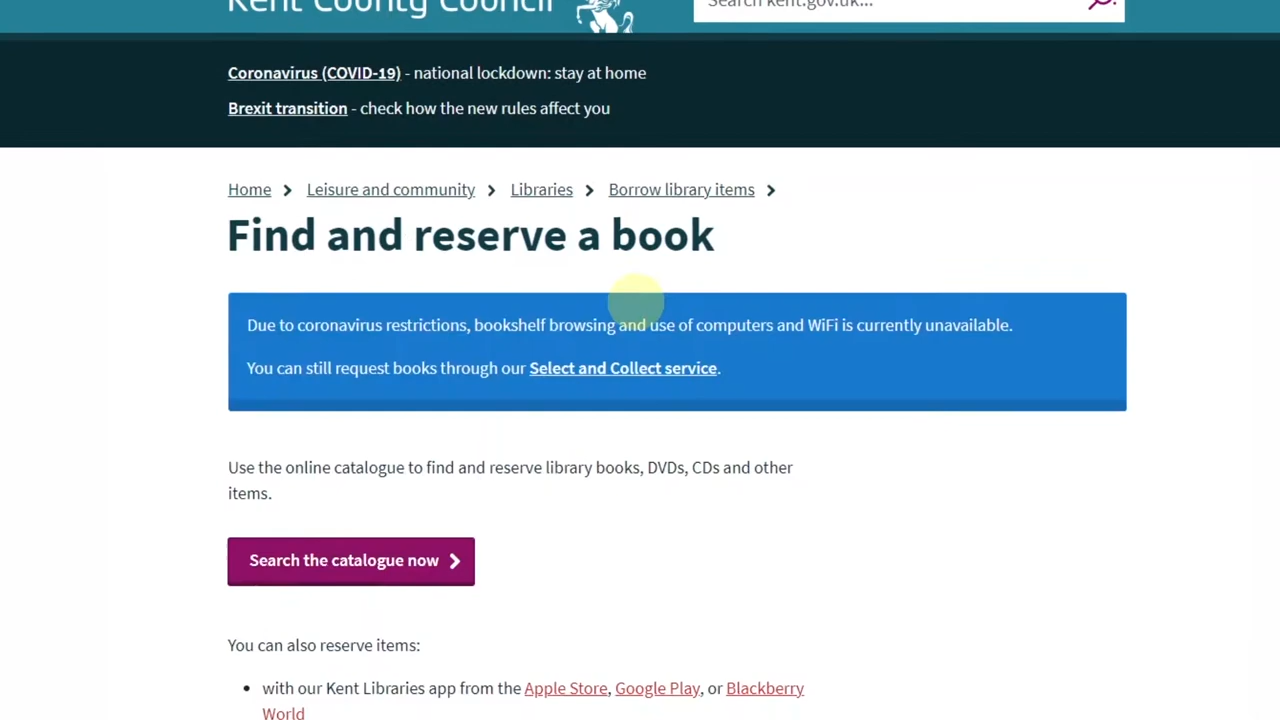 Kent County Council
Search kent.gov.uk...
Coronavirus (COVID-19) - national lockdown: stay at home
Brexit transition - check how the new rules affect you
Home > Leisure and community > Libraries > Borrow library items >
Find and reserve a book
Due to coronavirus restrictions, bookshelf browsing and use of computers and WiFi is currently unavailable.
You can still request books through our Select and Collect service.
Use the online catalogue to find and reserve library books, DVDs, CDs and other
items.
Search the catalogue now >
You can also reserve items:
• with our Kent Libraries app from the Apple Store, Google Play, or Blackberry
World